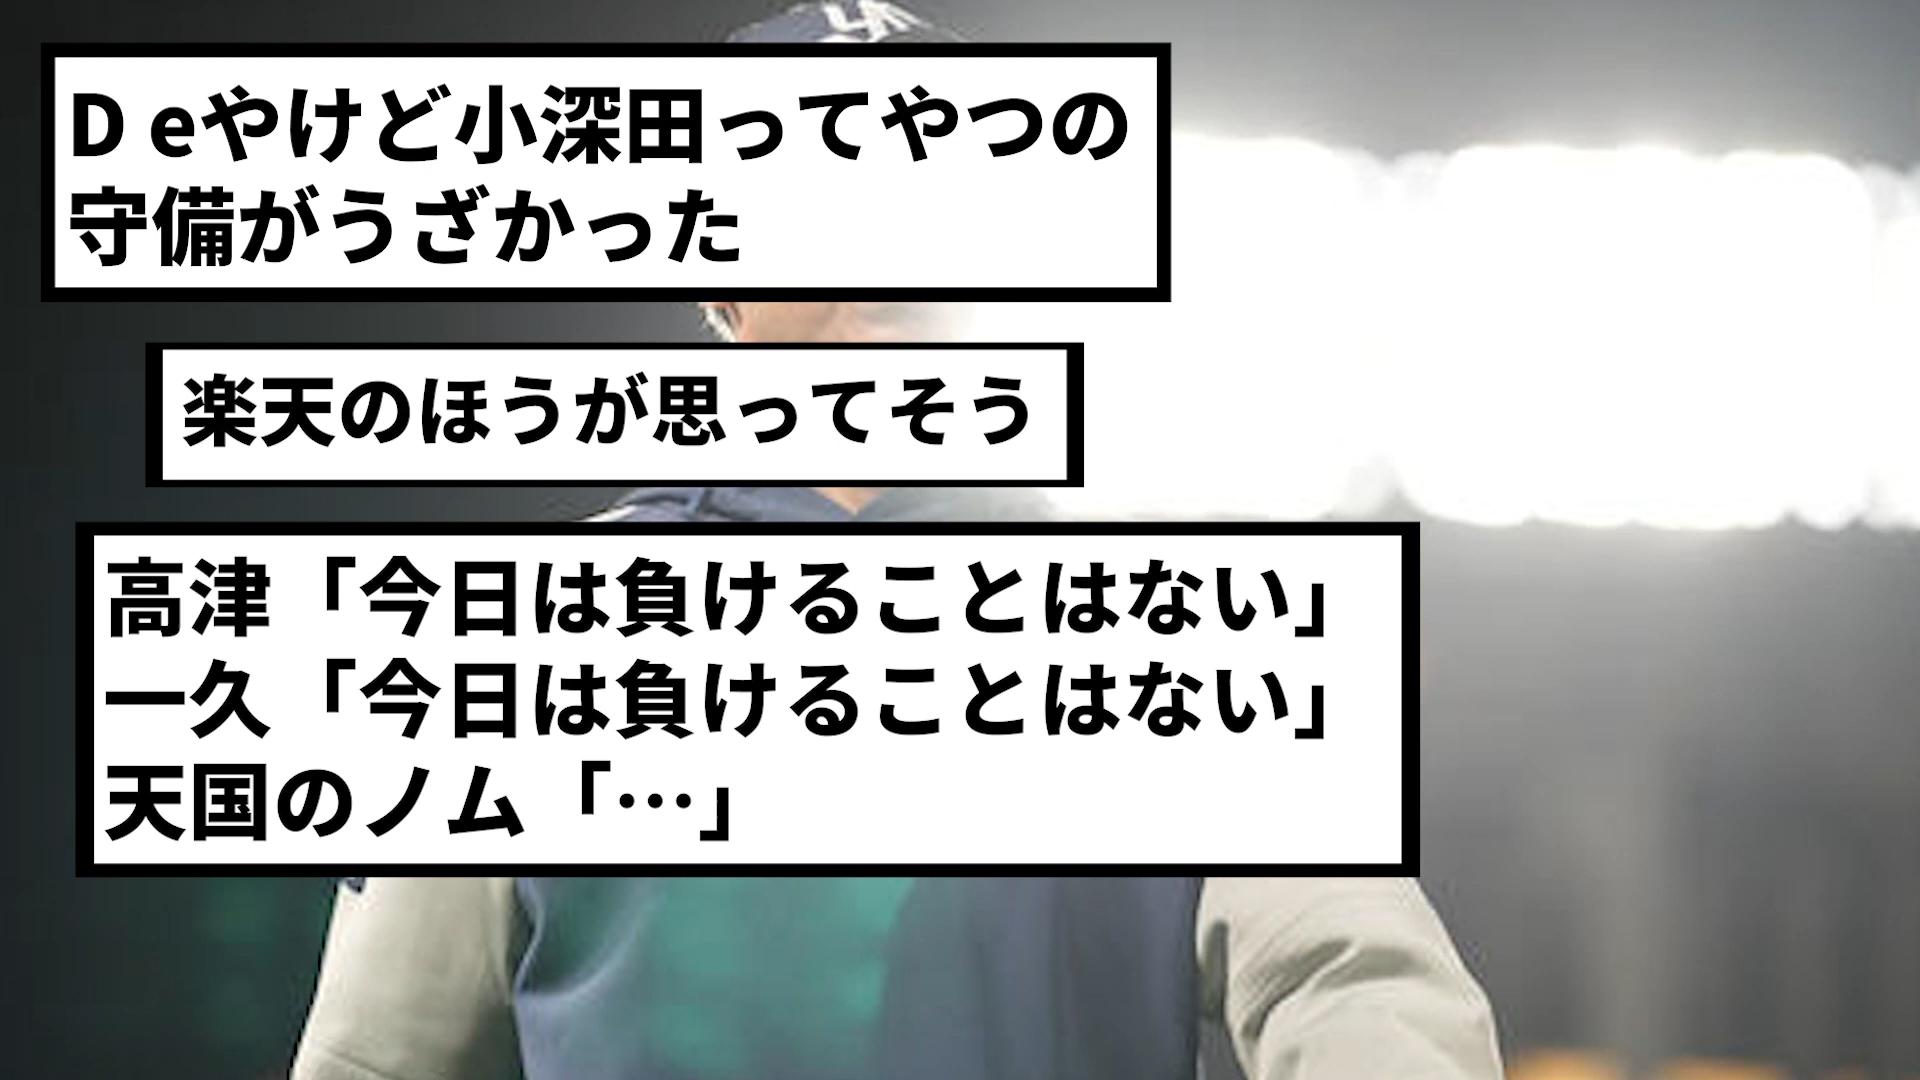 D eやけど小深田ってやつの
守備がうざかった
楽天のほうが思ってそう
高津「今日は負けることはない」
一久「今日は負けることはない」
天国のノム「…」